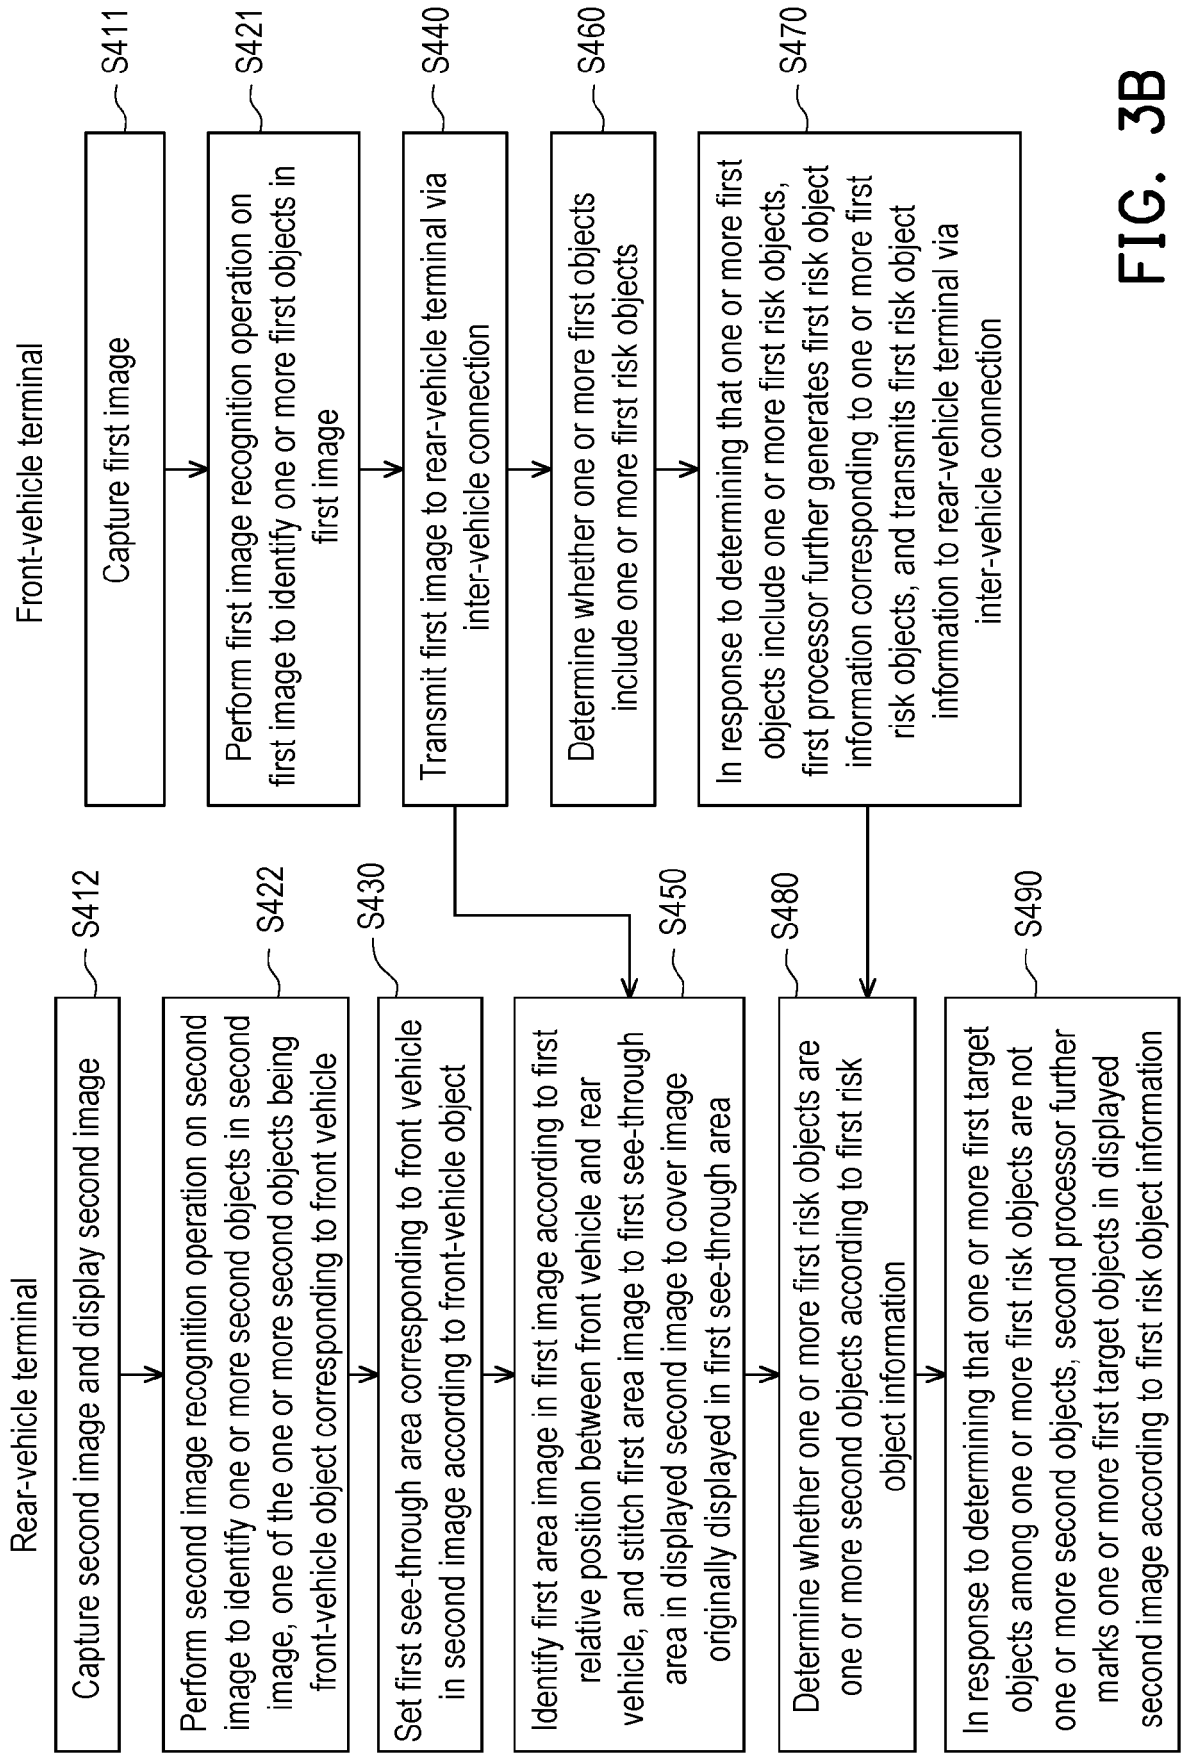 Rear-vehicle terminal
Capture second image and display second image
S412
Perform second image recognition operation on second
image to identify one or more second objects in second
image, one of the one or more second objects being
front-vehicle object corresponding to front vehicle
S422
Set first see-through area corresponding to front vehicle
in second image according to front-vehicle object
S430
Identify first area image in first image according to first
relative position between front vehicle and rear
vehicle, and stitch first area image to first see-through
area in displayed second image to cover image
originally displayed in first see-through area
S450
Determine whether one or more first risk objects are
one or more second objects according to first risk
object information
S480
In response to determining that one or more first target
objects among one or more first risk objects are not
one or more second objects, second processor further
marks one or more first target objects in displayed
second image according to first risk object information
S490
Front-vehicle terminal
Capture first image
S411
Perform first image recognition operation on
first image to identify one or more first objects in
first image
S421
Transmit first image to rear-vehicle terminal via
inter-vehicle connection
S440
Determine whether one or more first objects
include one or more first risk objects
S460
In response to determining that one or more first
objects include one or more first risk objects,
first processor further generates first risk object
information corresponding to one or more first
risk objects, and transmits first risk object
information to rear-vehicle terminal via
inter-vehicle connection
S470
FIG. 3B